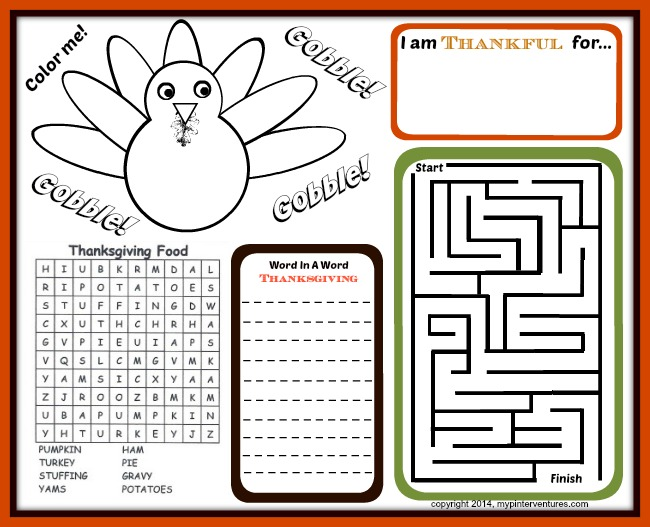 Color me!
Gobble!
Gobble!
Gobble!
I am THANKFUL for...
Start
Finish
Thanksgiving Food
H I U B K R M D A L
R I P O T A T O E S
S T U F F I N G D W
C X U T H C H R H A
G V P I E U I A P S
V Q S L C M G V M K
Y A M S I C X Y A A
Z J R O O Z B M K M
U B A P U M P K I N
Y H T U R K E Y J Z
PUMPKIN HAM
TURKEY PIE
STUFFING GRAVY
YAMS POTATOES
Word In A Word
THANKSGIVING
copyright 2014, mypinterventures.com